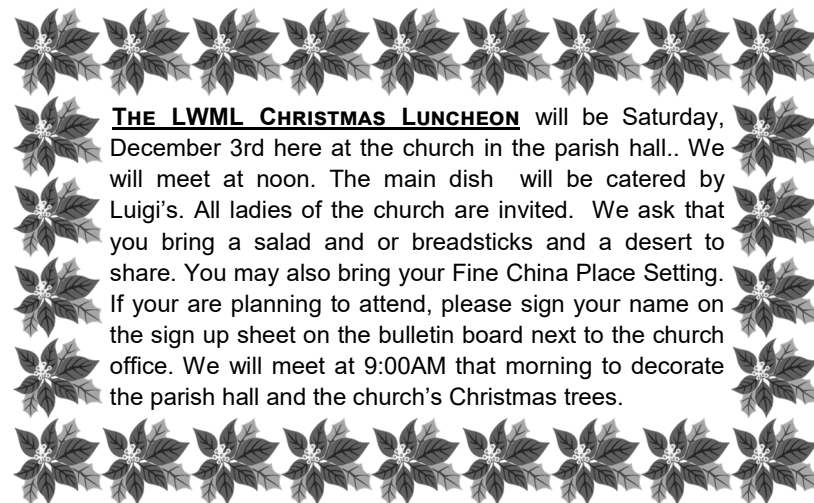 THE LWML CHRISTMAS LUNCHEON will be Saturday,
December 3rd here at the church in the parish hall.. We
will meet at noon. The main dish  will be catered by
Luigi’s. All ladies of the church are invited.  We ask that
you bring a salad and or breadsticks and a desert to
share. You may also bring your Fine China Place Setting.
If your are planning to attend, please sign your name on
the sign up sheet on the bulletin board next to the church
office. We will meet at 9:00AM that morning to decorate
the parish hall and the church’s Christmas trees.